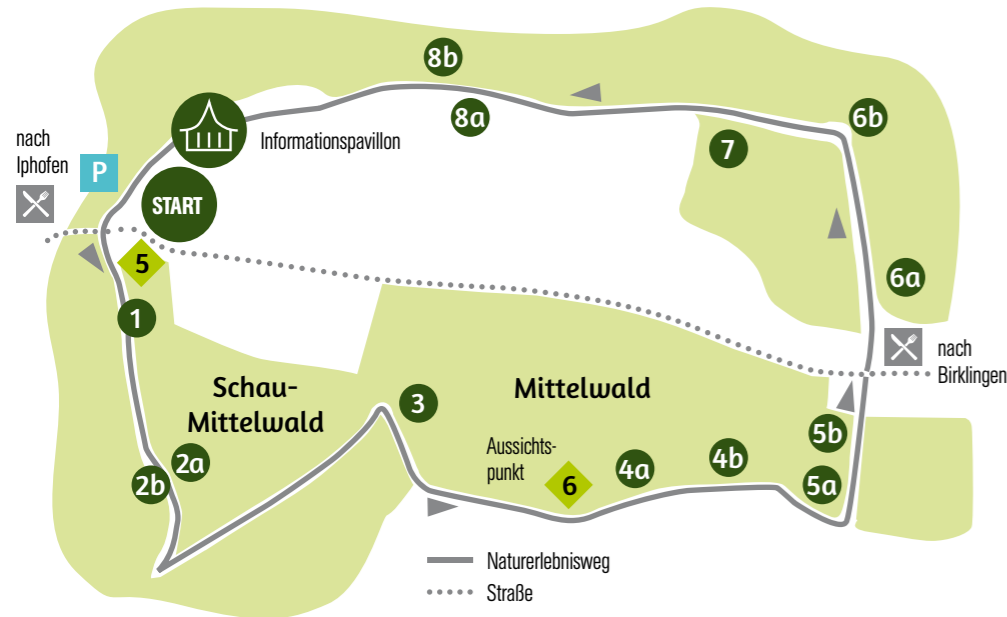 8b
8a
6b
nach
Iphofen
P
Informationspavillon
7
START
5
6a
1
nach
Birklingen
Schau-
Mittelwald
Mittelwald
3
Aussichts-
punkt
5b
2a
2b
6
4a
4b
5a
Naturerlebnisweg
Straße